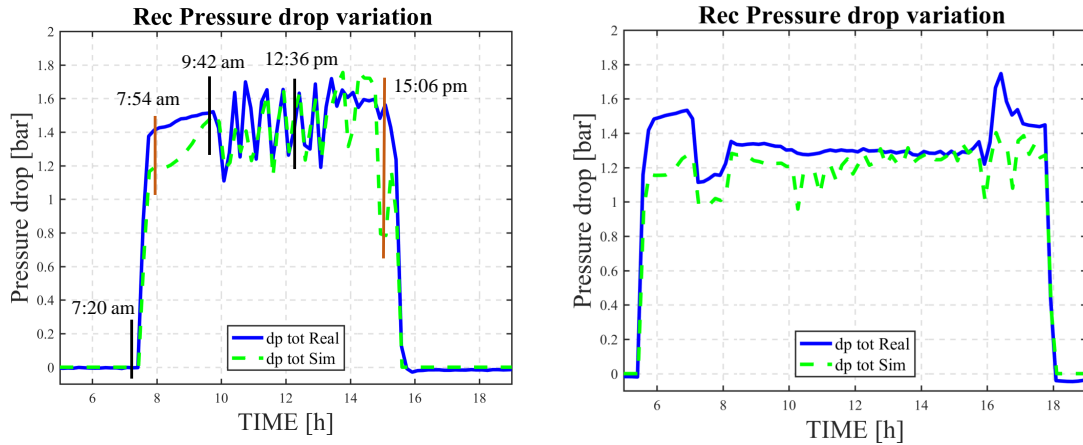 Rec Pressure drop variation
2
1.8
1.6
1.4
1.2
1
0.8
0.6
0.4
0.2
0
Pressure drop [bar]
7:20 am
7:54 am
9:42 am
12:36 pm
15:06 pm
dp tot Real
dp tot Sim
6 8 10 12 14 16 18
TIME [h]
Rec Pressure drop variation
2
1.8
1.6
1.4
1.2
1
0.8
0.6
0.4
0.2
0
Pressure drop [bar]
dp tot Real
dp tot Sim
6 8 10 12 14 16 18
TIME [h]